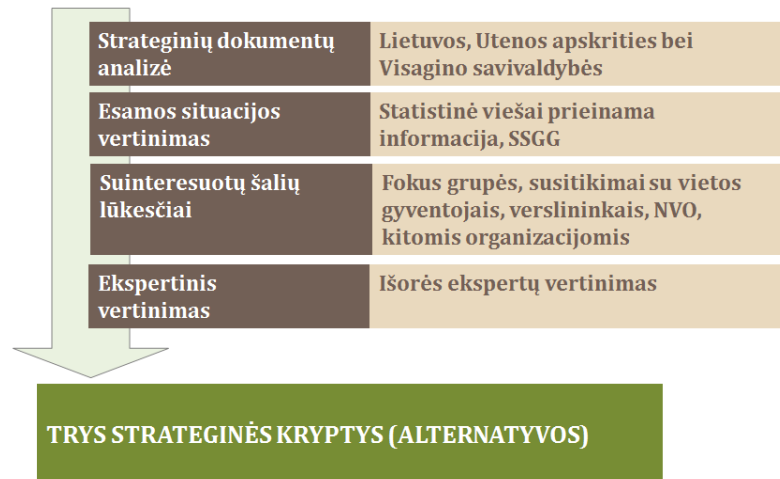 Strateginių dokumentų
analizė
Lietuvos, Utenos apskrities bei
Visagino savivaldybės
Esamos situacijos
vertinimas
Statistinė viešai prieinama
informacija, SSGG
Suinteresuotų šalių
lūkesčiai
Fokus grupės, susitikimai su vietos
gyventojais, verslininkais, NVO,
kitomis organizacijomis
Ekspertinis
vertinimas
Išorės ekspertų vertinimas
TRYS STRATEGINĖS KRYPTYS (ALTERNATYVOS)